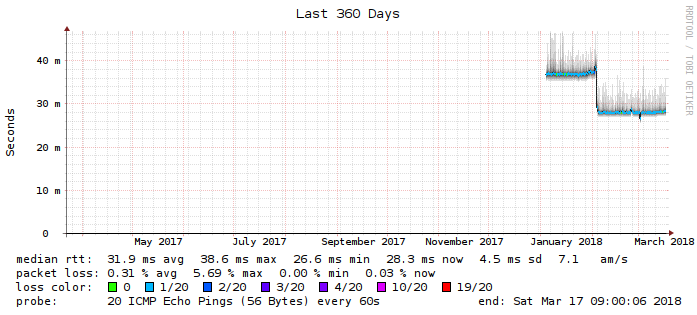 Last 360 Days
RRDTOOL / TOBI OETIKER
Seconds
40 m
30 m
20 m
10 m
0
May 2017 July 2017 September 2017 November 2017 January 2018 March 2018
median rtt: 31.9 ms avg 38.6 ms max 26.6 ms min 28.3 ms now 4.5 ms sd 7.1 am/s
packet loss: 0.31 % avg 5.69 % max 0.00 % min 0.03 % now
loss color: 0 1/20 2/20 3/20 4/20 10/20 19/20
probe: 20 ICMP Echo Pings (56 Bytes) every 60s end: Sat Mar 17 09:00:06 2018